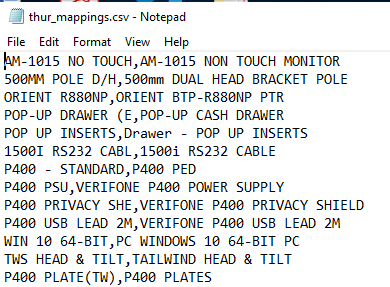 thur_mappings.csv - Notepad
File Edit Format View Help
AM-1015 NO TOUCH,AM-1015 NON TOUCH MONITOR
500MM POLE D/H,500mm DUAL HEAD BRACKET POLE
ORIENT R880NP,ORIENT BTP-R880NP PTR
POP-UP DRAWER (E,POP-UP CASH DRAWER
POP UP INSERTS,Drawer - POP UP INSERTS
1500I RS232 CABL,1500i RS232 CABLE
P400 - STANDARD,P400 PED
P400 PSU,VERIFONE P400 POWER SUPPLY
P400 PRIVACY SHE,VERIFONE P400 PRIVACY SHIELD
P400 USB LEAD 2M,VERIFONE P400 USB LEAD 2M
WIN 10 64-BIT,PC WINDOWS 10 64-BIT PC
TWS HEAD & TILT,TAILWIND HEAD & TILT
P400 PLATE(TW),P400 PLATES